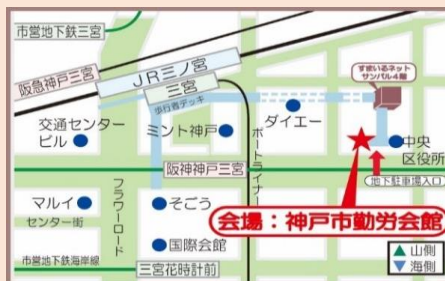 市営地下鉄三宮
阪急神戸三宮
JR三ノ宮
三宮
歩行者デッキ
すまいるネット
サンパル4階
ダイエー
交通センター
ビル
ミント神戸
ポートライナー
中央
区役所
地下駐車場入口
阪神神戸三宮
マルイ
センター街
フラワーロード
そごう
会場：神戸市勤労会館
国際会館
市営地下鉄海岸線
三宮花時計前
山側
海側